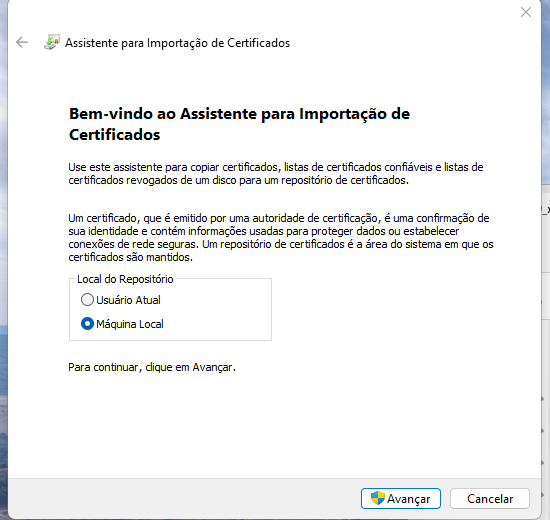 Assistente para Importação de Certificados
Bem-vindo ao Assistente para Importação de
Certificados
Use este assistente para copiar certificados, listas de certificados confiáveis e listas de
certificados revogados de um disco para um repositório de certificados.
Um certificado, que é emitido por uma autoridade de certificação, é uma confirmação de
sua identidade e contém informações usadas para proteger dados ou estabelecer
conexões de rede seguras. Um repositório de certificados é a área do sistema em que os
certificados são mantidos.
Local do Repositório
Usuário Atual
Máquina Local
Para continuar, clique em Avançar.
Avançar
Cancelar